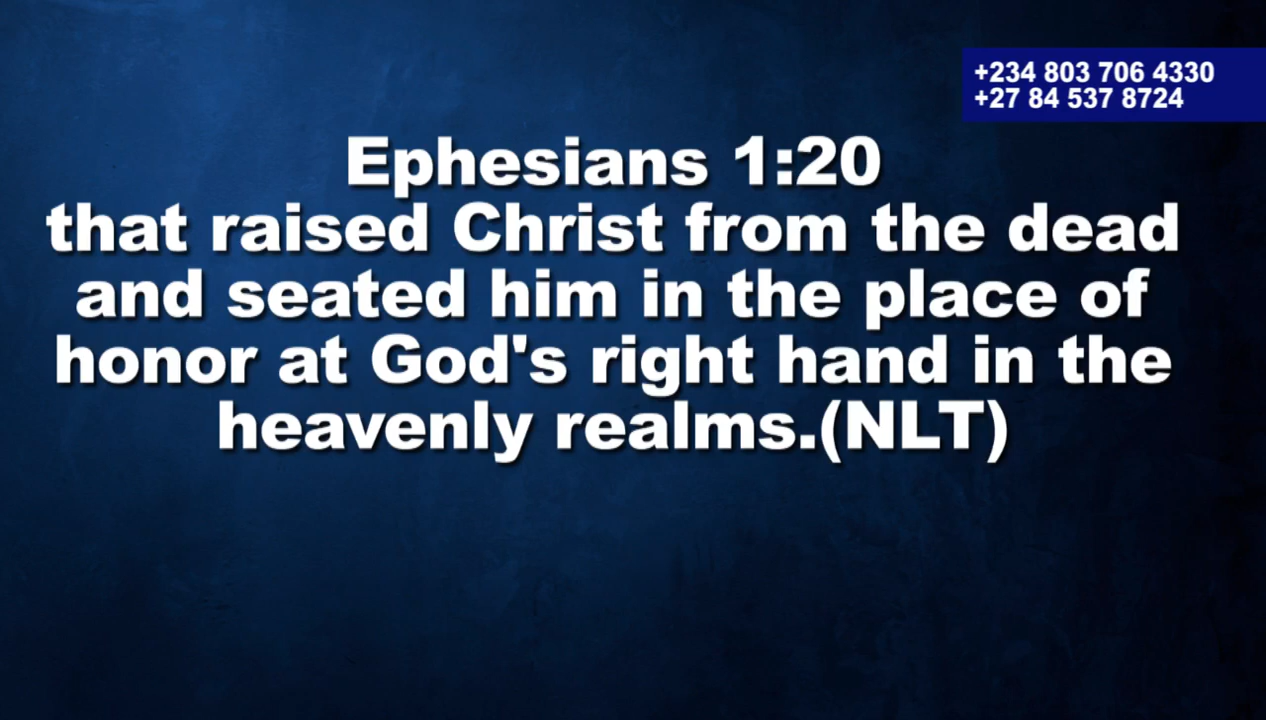 +234 803 706 4330
+27 84 537 8724
Ephesians 1:20
that raised Christ from the dead
and seated him in the place of
honor at God's right hand in the
heavenly realms.(NLT)